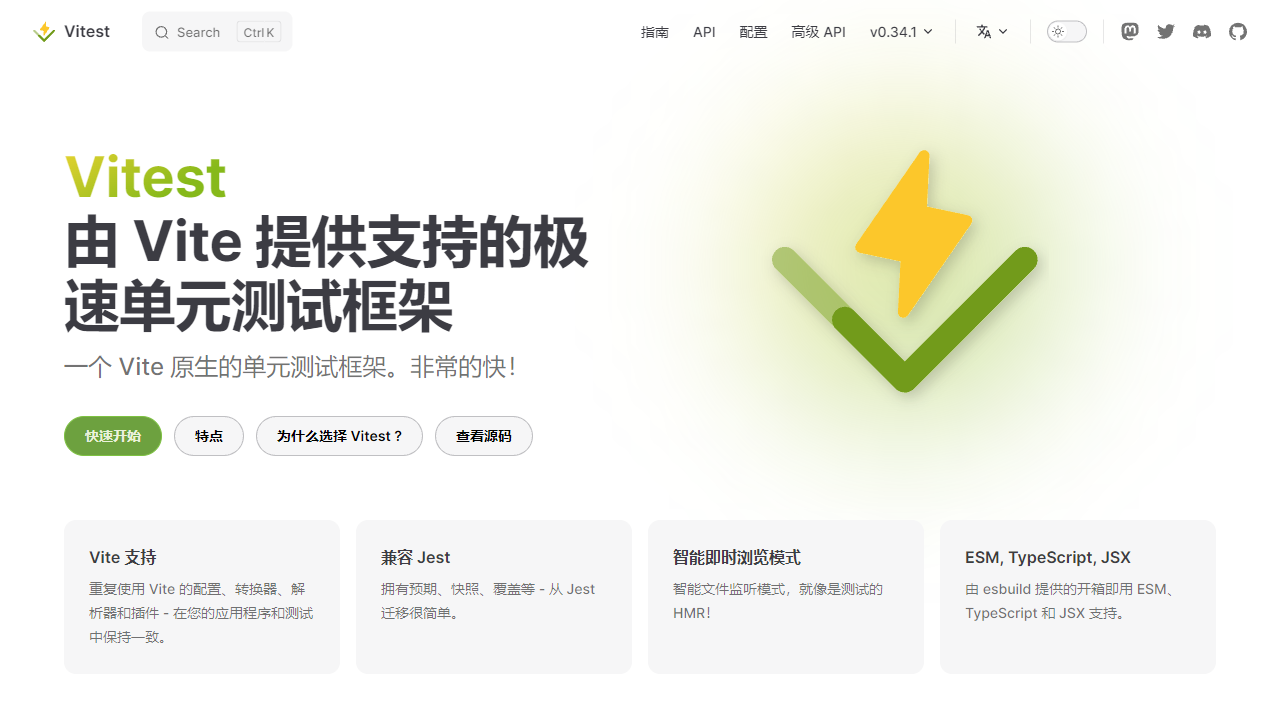 Vitest
Search Ctrl K
指南 API 配置 高级 API v0.34.1
Vitest
由 Vite 提供支持的极
速单元测试框架
一个 Vite 原生的单元测试框架。非常的快！
快速开始 特点 为什么选择 Vitest？ 查看源码
Vite 支持
重复使用 Vite 的配置、转换器、解
析器和插件 - 在您的应用程序和测试
中保持一致。
兼容 Jest
拥有预期、快照、覆盖等 - 从 Jest
迁移很简单。
智能即时浏览模式
智能文件监听模式，就像是测试的
HMR！
ESM, TypeScript, JSX
由 esbuild 提供的开箱即用 ESM、
TypeScript 和 JSX 支持。